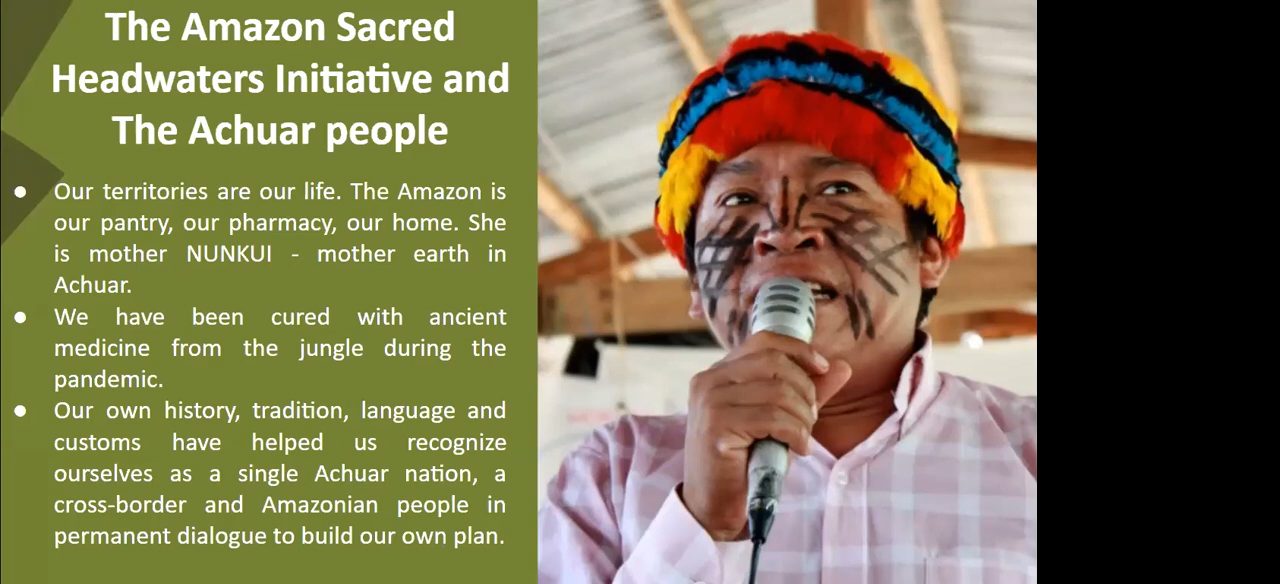 The Amazon Sacred
Headwaters Initiative and
The Achuar people
● Our territories are our life. The Amazon is
our pantry, our pharmacy, our home. She
is mother NUNKUI - mother earth in
Achuar.
● We have been cured with ancient
medicine from the jungle during the
pandemic.
● Our own history, tradition, language and
customs have helped us recognize
ourselves as a single Achuar nation, a
cross-border and Amazonian people in
permanent dialogue to build our own plan.